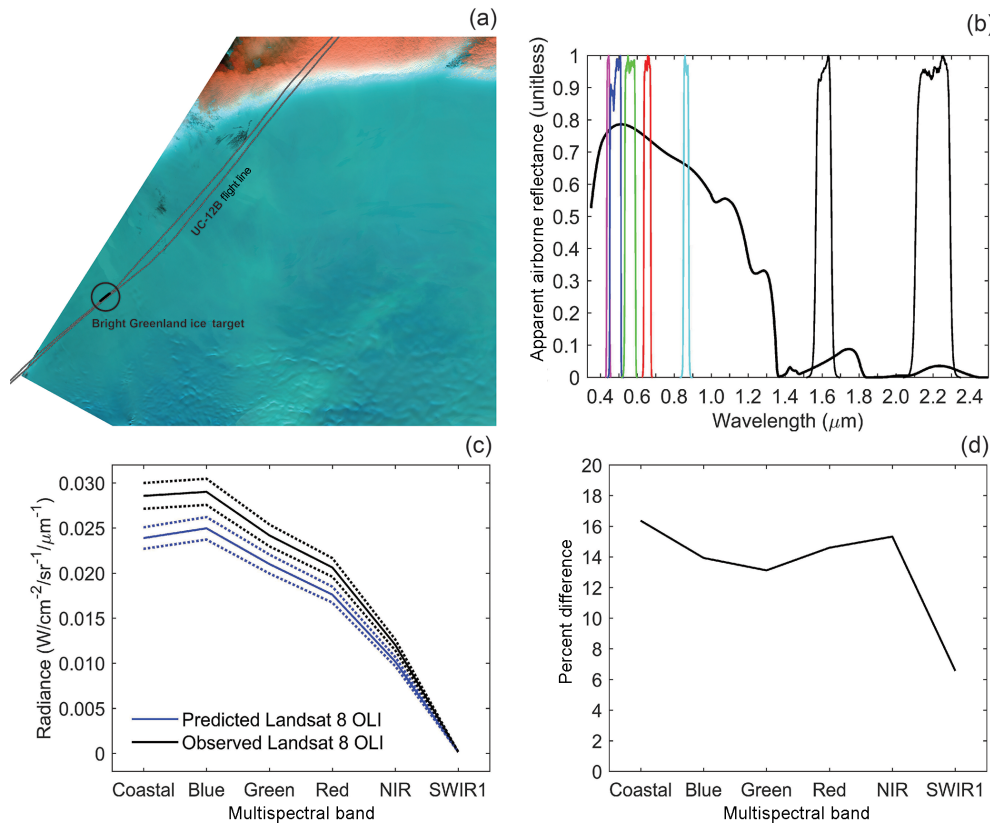 (a)
UC-12B flight line
Bright Greenland ice target
(b)
Apparent airborne reflectance (unitless)
1
0.9
0.8
0.7
0.6
0.5
0.4
0.3
0.2
0.1
0
0.4 0.6 0.8 1.0 1.2 1.4 1.6 1.8 2.0 2.2 2.4
Wavelength (μm)
(c)
Radiance (W/cm⁻²/sr⁻¹/μm⁻¹)
0.030
0.025
0.020
0.015
0.010
0.005
0
Predicted Landsat 8 OLI
Observed Landsat 8 OLI
Coastal Blue Green Red NIR SWIR1
Multispectral band
(d)
Percent difference
20
18
16
14
12
10
8
6
4
2
0
Coastal Blue Green Red NIR SWIR1
Multispectral band